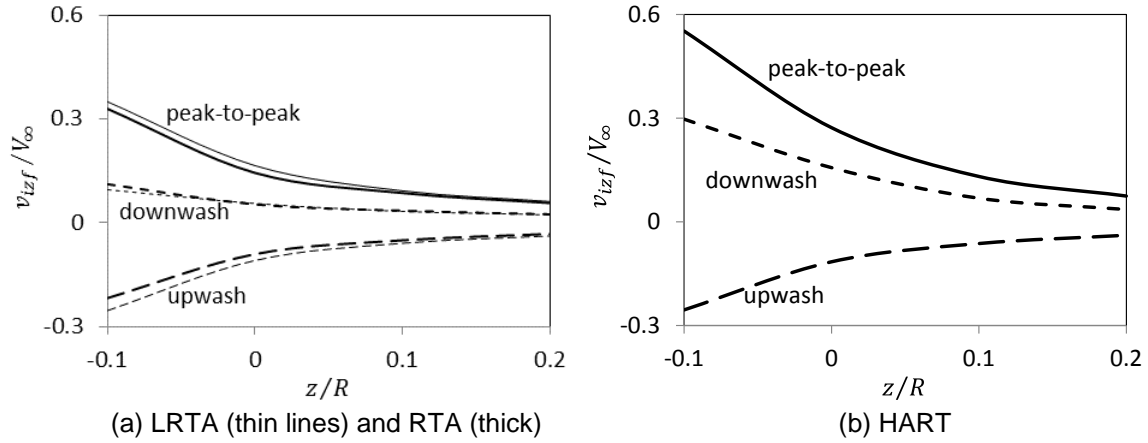 0.6
0.3
0
-0.3
v_izf / V_∞
peak-to-peak
downwash
upwash
-0.1 0 0.1 0.2
z/R
(a) LRTA (thin lines) and RTA (thick)
0.6
0.3
0
-0.3
v_izf / V_∞
peak-to-peak
downwash
upwash
-0.1 0 0.1 0.2
z/R
(b) HART